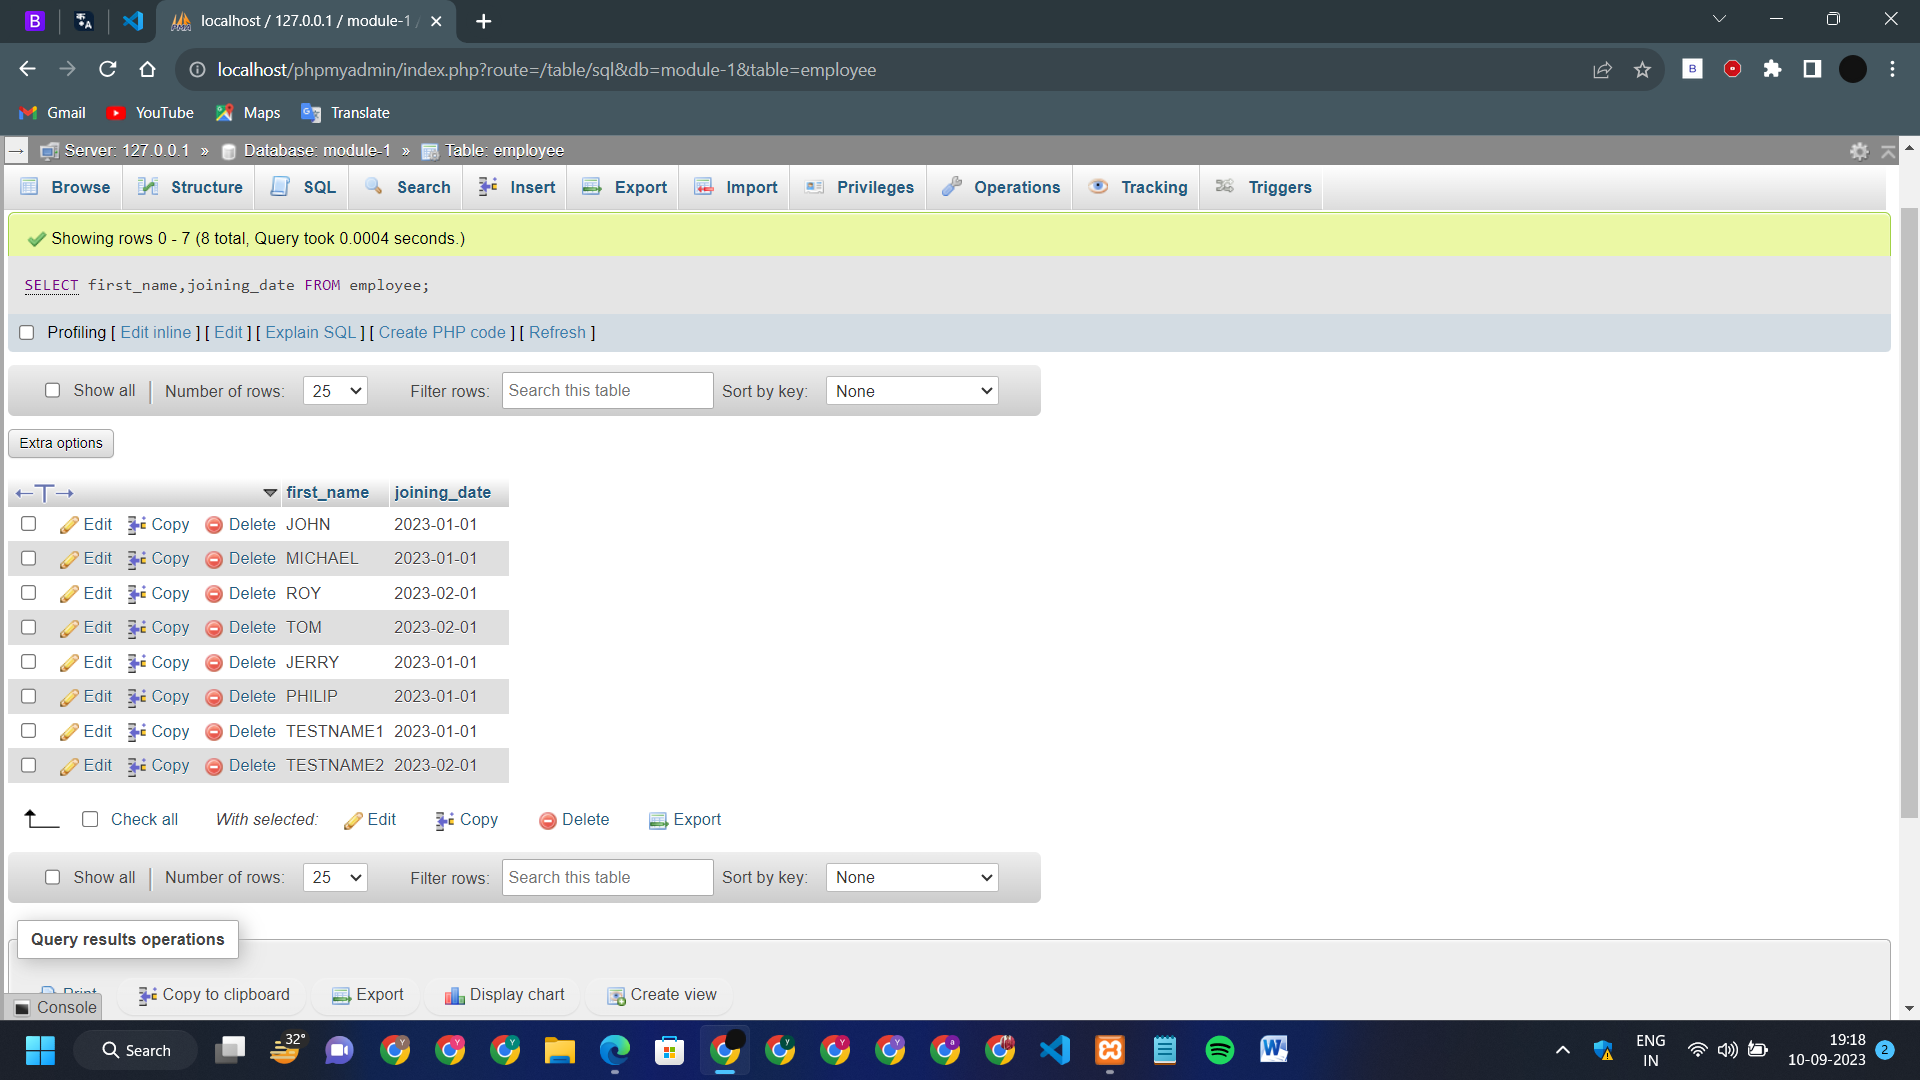 localhost / 127.0.0.1 / module-1 /
localhost/phpmyadmin/index.php?route=/table/sql&db=module-1&table=employee
Gmail YouTube Maps Translate
Server: 127.0.0.1 » Database: module-1 » Table: employee
Browse Structure SQL Search Insert Export Import Privileges Operations Tracking Triggers
Showing rows 0 - 7 (8 total, Query took 0.0004 seconds.)
SELECT first_name,joining_date FROM employee;
Profiling [ Edit inline ] [ Edit ] [ Explain SQL ] [ Create PHP code ] [ Refresh ]
Show all Number of rows: 25 Filter rows: Search this table Sort by key: None
Extra options
←T→ first_name joining_date
Edit Copy Delete JOHN 2023-01-01
Edit Copy Delete MICHAEL 2023-01-01
Edit Copy Delete ROY 2023-02-01
Edit Copy Delete TOM 2023-02-01
Edit Copy Delete JERRY 2023-01-01
Edit Copy Delete PHILIP 2023-01-01
Edit Copy Delete TESTNAME1 2023-01-01
Edit Copy Delete TESTNAME2 2023-02-01
Check all With selected: Edit Copy Delete Export
Show all Number of rows: 25 Filter rows: Search this table Sort by key: None
Query results operations
Print Copy to clipboard Export Display chart Create view
Console
Search 32° ENG IN 19:18 2
10-09-2023